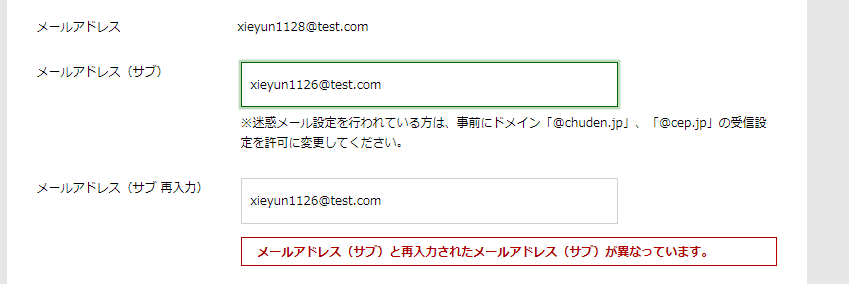 メールアドレス xieyun1128@test.com
メールアドレス（サブ） xieyun1126@test.com
※迷惑メール設定を行われている方は、事前にドメイン「@chuden.jp」、「@cep.jp」の受信設
定を許可に変更してください。
メールアドレス（サブ 再入力） xieyun1126@test.com
メールアドレス（サブ）と再入力されたメールアドレス（サブ）が異なっています。